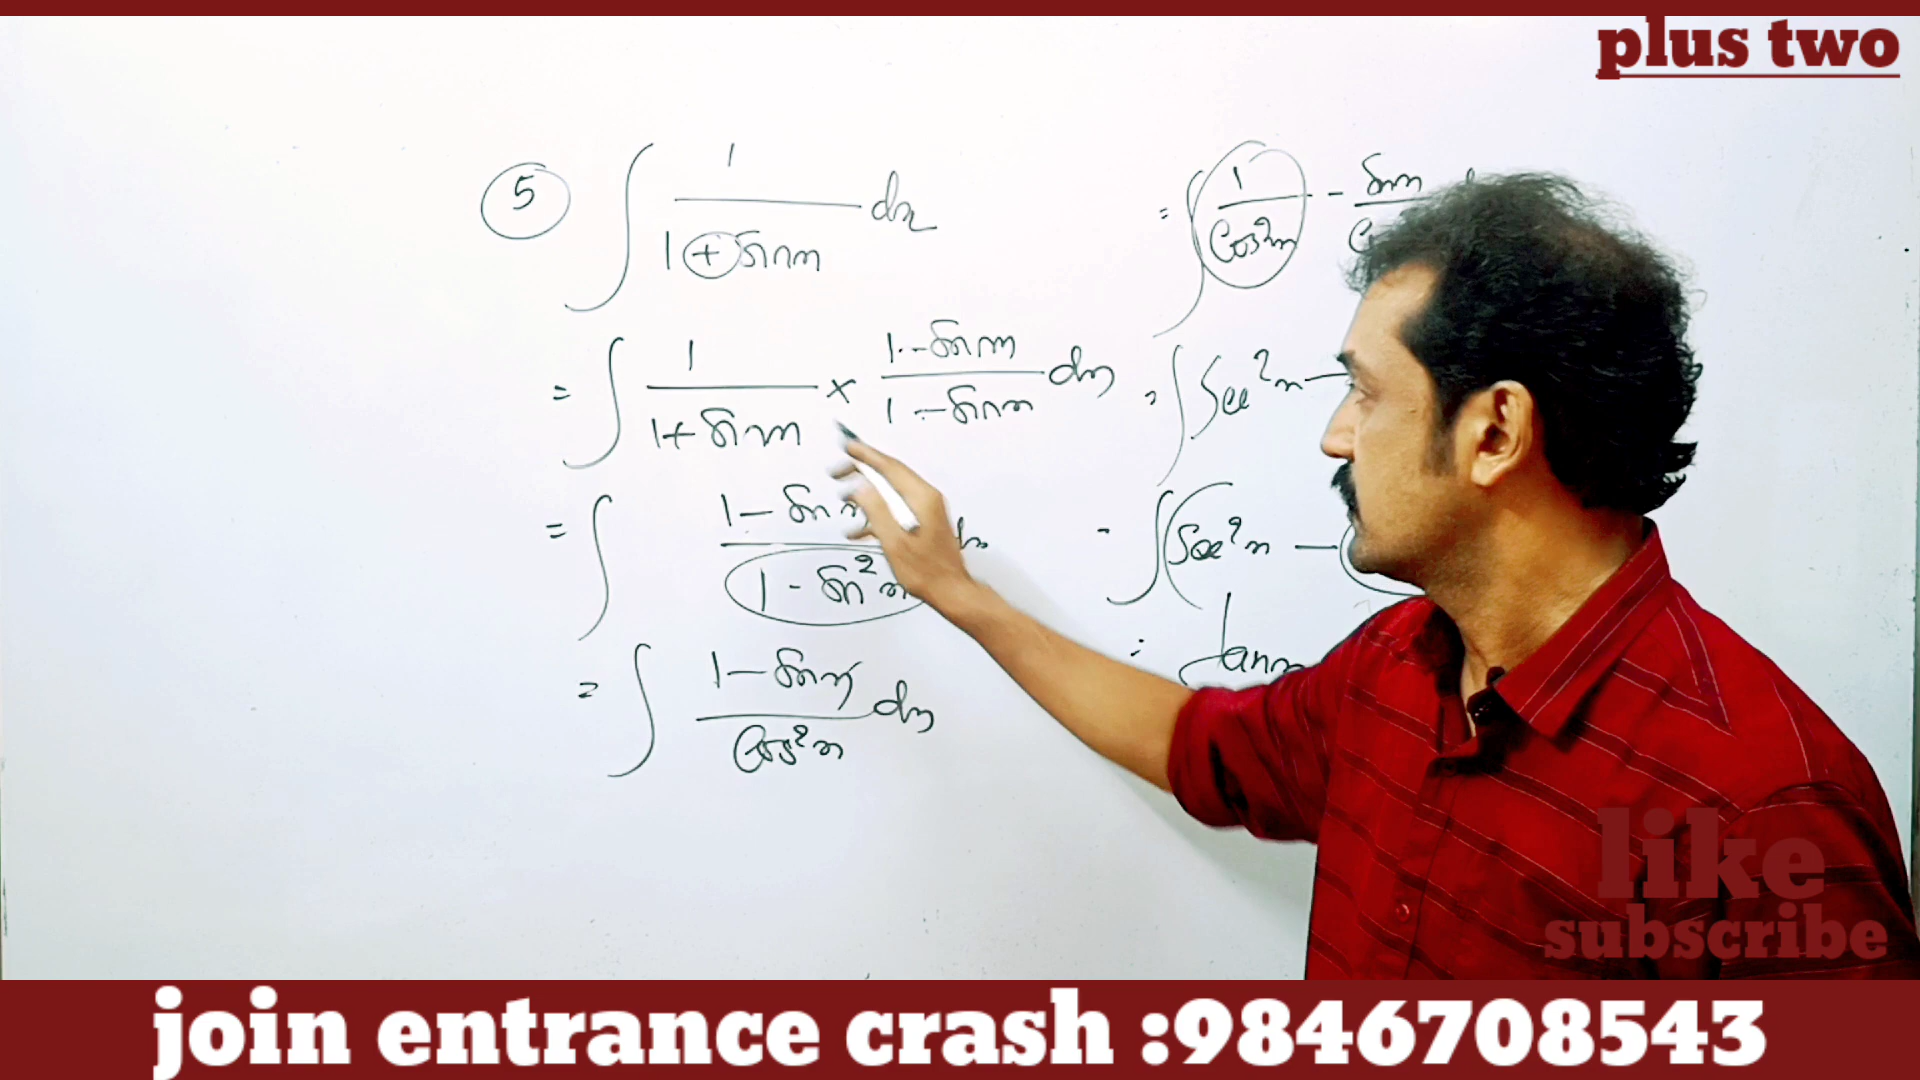 plus two
⑤ ∫ 1/(1+sinx) dx
= ∫ 1/(1+sinx) × (1-sinx)/(1-sinx) dx
= ∫ (1-sinx)/(1-sin²x) dx
= ∫ (1-sinx)/(cos²x) dx
= ∫ 1/(cos²x) - sinx
= ∫ sec²x -
= ∫ (sec²x -
= tanx
like
subscribe
join entrance crash :9846708543